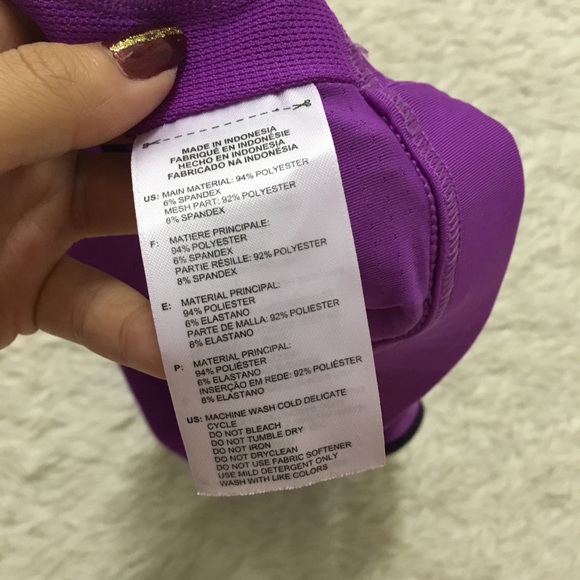 MADE IN INDONESIA
FABRIQUÉ EN INDONÉSIE
HECHO EN INDONESIA
FABRICADO NA INDONÉSIA
US: MAIN MATERIAL: 94% POLYESTER
6% SPANDEX
MESH PART: 92% POLYESTER
8% SPANDEX
F: MATIERE PRINCIPALE:
94% POLYESTER
6% SPANDEX
PARTIE RÉSILLE: 92% POLYESTER
8% SPANDEX
E: MATERIAL PRINCIPAL:
94% POLIESTER
6% ELASTANO
PARTE DE MALLA: 92% POLIESTER
8% ELASTANO
P: MATERIAL PRINCIPAL:
94% POLIÉSTER
6% ELASTANO
INSERÇÃO EM REDE: 92% POLIÉSTER
8% ELASTANO
US: MACHINE WASH COLD DELICATE
CYCLE
DO NOT BLEACH
DO NOT TUMBLE DRY
DO NOT IRON
DO NOT DRYCLEAN
DO NOT USE FABRIC SOFTENER
USE MILD DETERGENT ONLY
WASH WITH LIKE COLORS